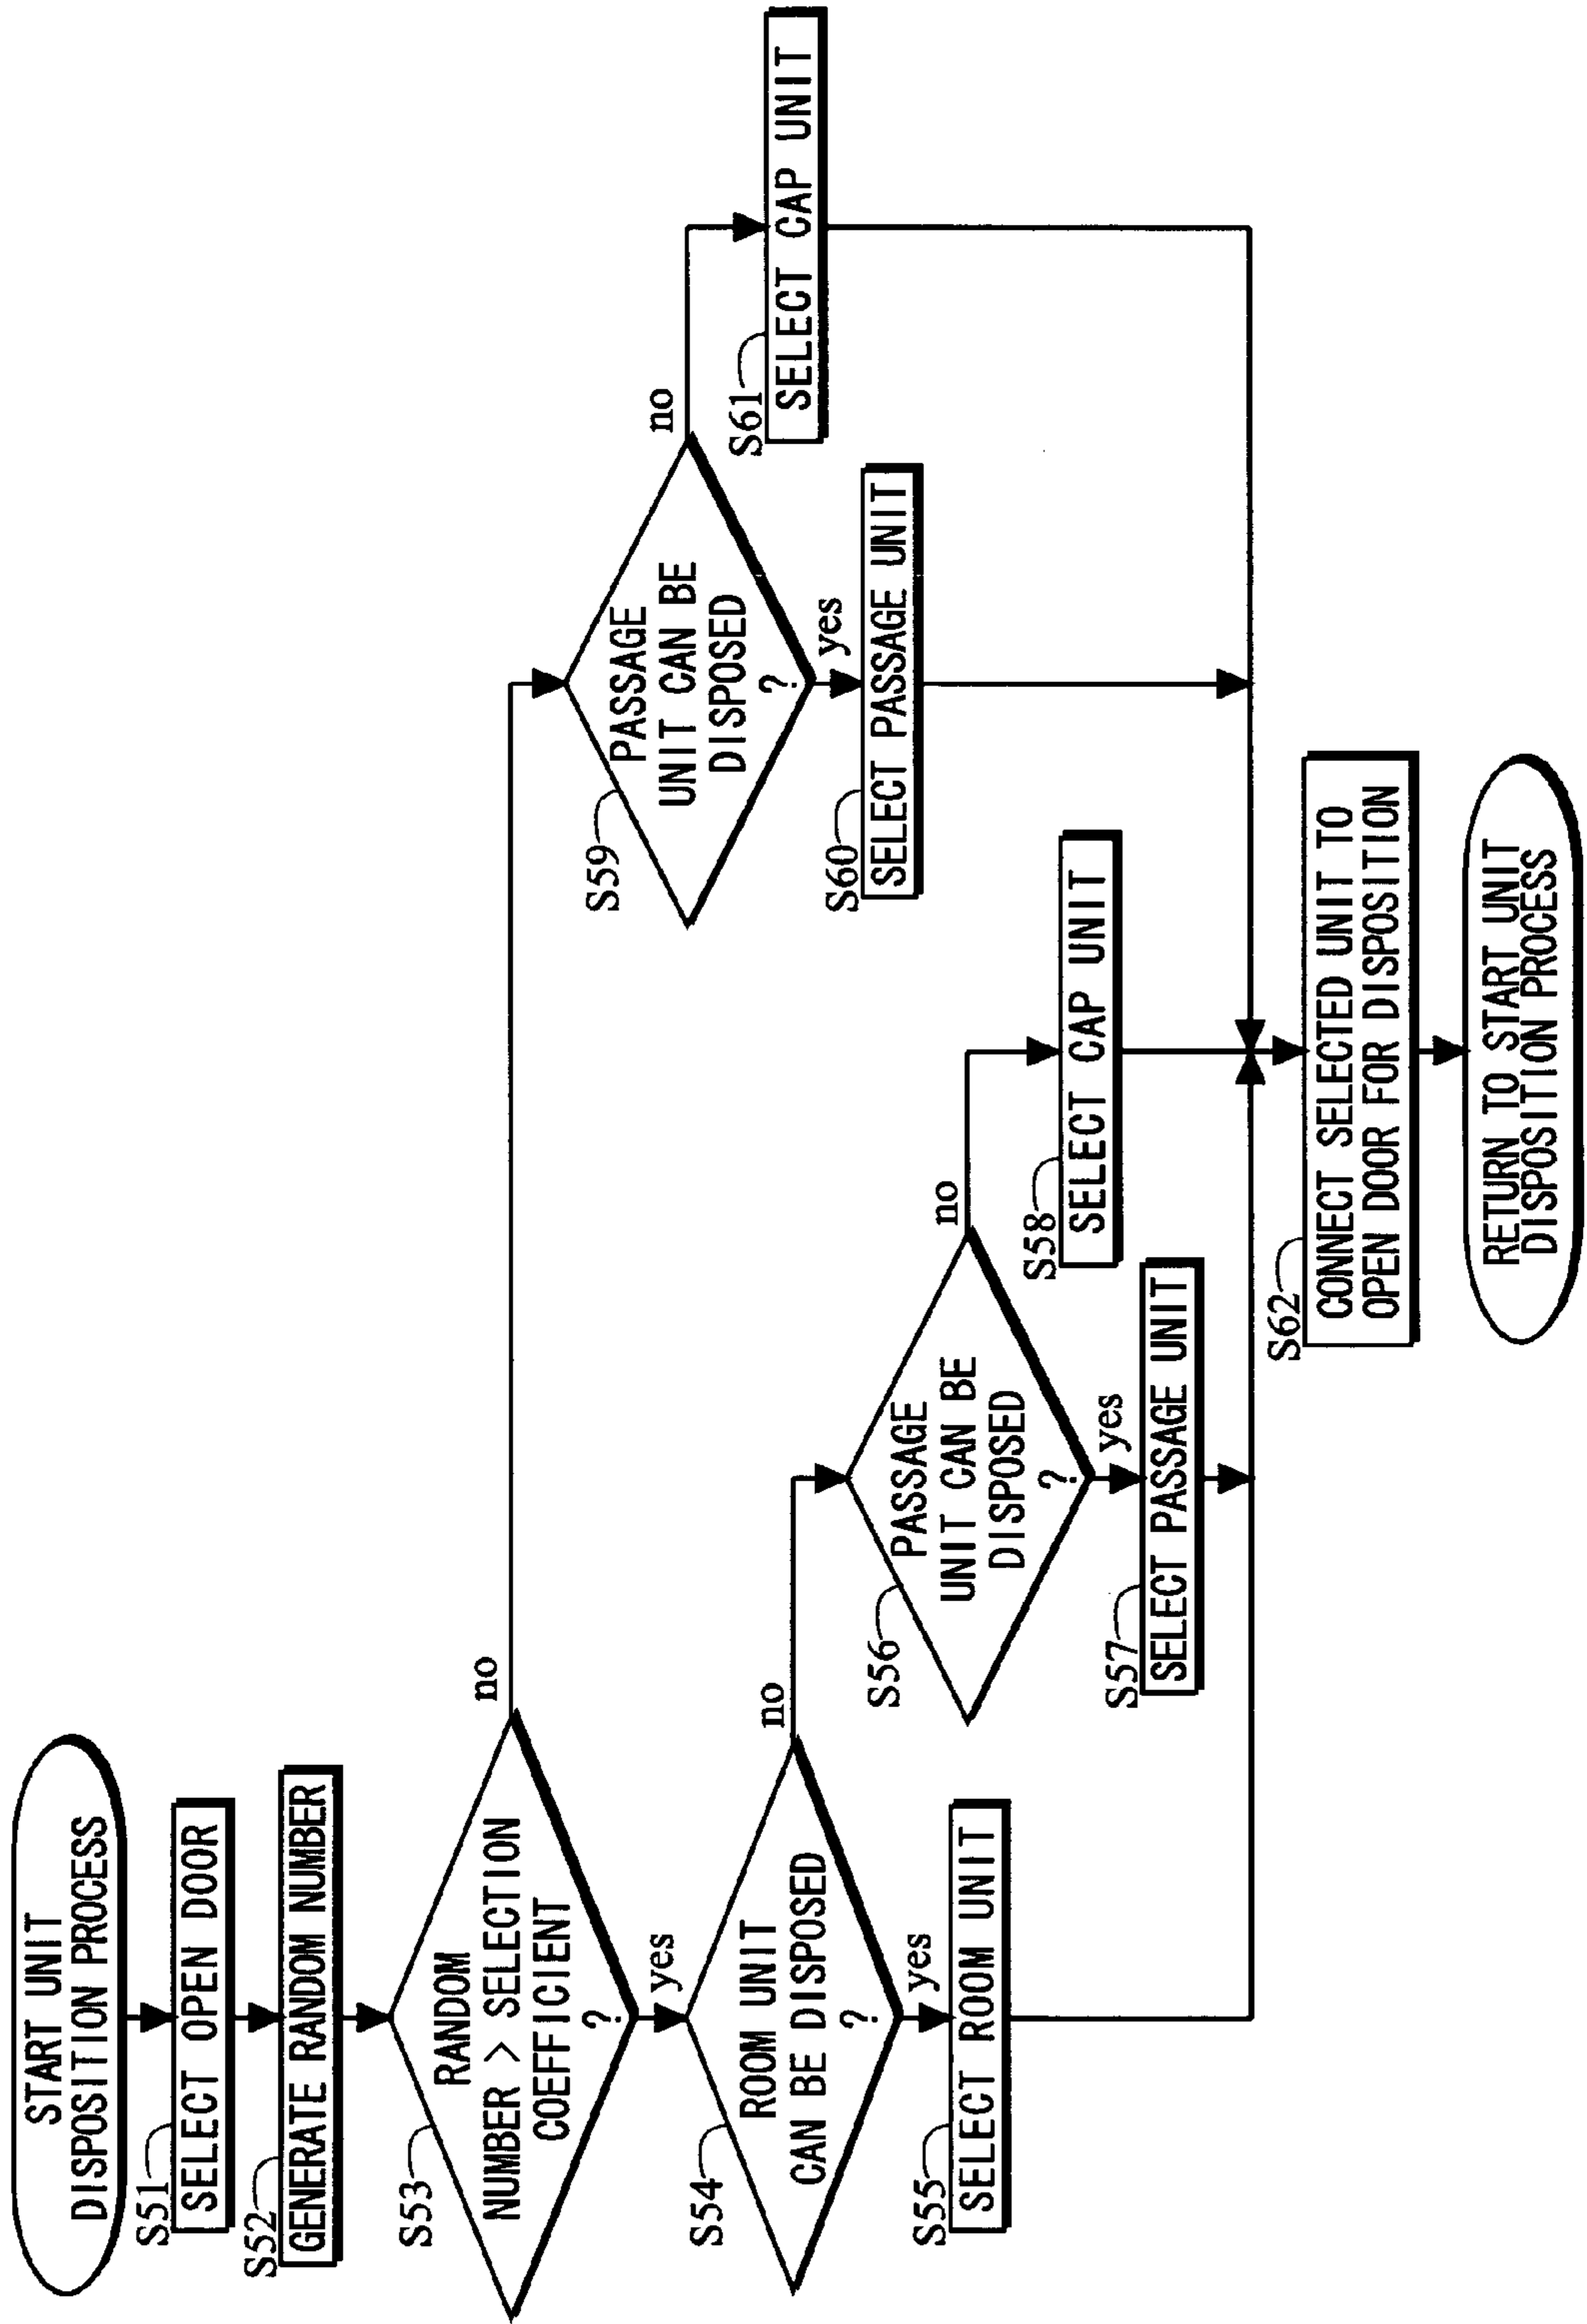 START UNIT
DISPOSITION PROCESS
S51
SELECT OPEN DOOR
S52
GENERATE RANDOM NUMBER
S53
RANDOM
NUMBER > SELECTION
COEFFICIENT
?
no
yes
S54
ROOM UNIT
CAN BE DISPOSED
?
no
yes
S55
SELECT ROOM UNIT
S56
PASSAGE
UNIT CAN BE
DISPOSED
?
no
yes
S57
SELECT PASSAGE UNIT
S58
SELECT CAP UNIT
S59
PASSAGE
UNIT CAN BE
DISPOSED
?
no
yes
S60
SELECT PASSAGE UNIT
S61
SELECT CAP UNIT
S62
CONNECT SELECTED UNIT TO
OPEN DOOR FOR DISPOSITION
RETURN TO START UNIT
DISPOSITION PROCESS